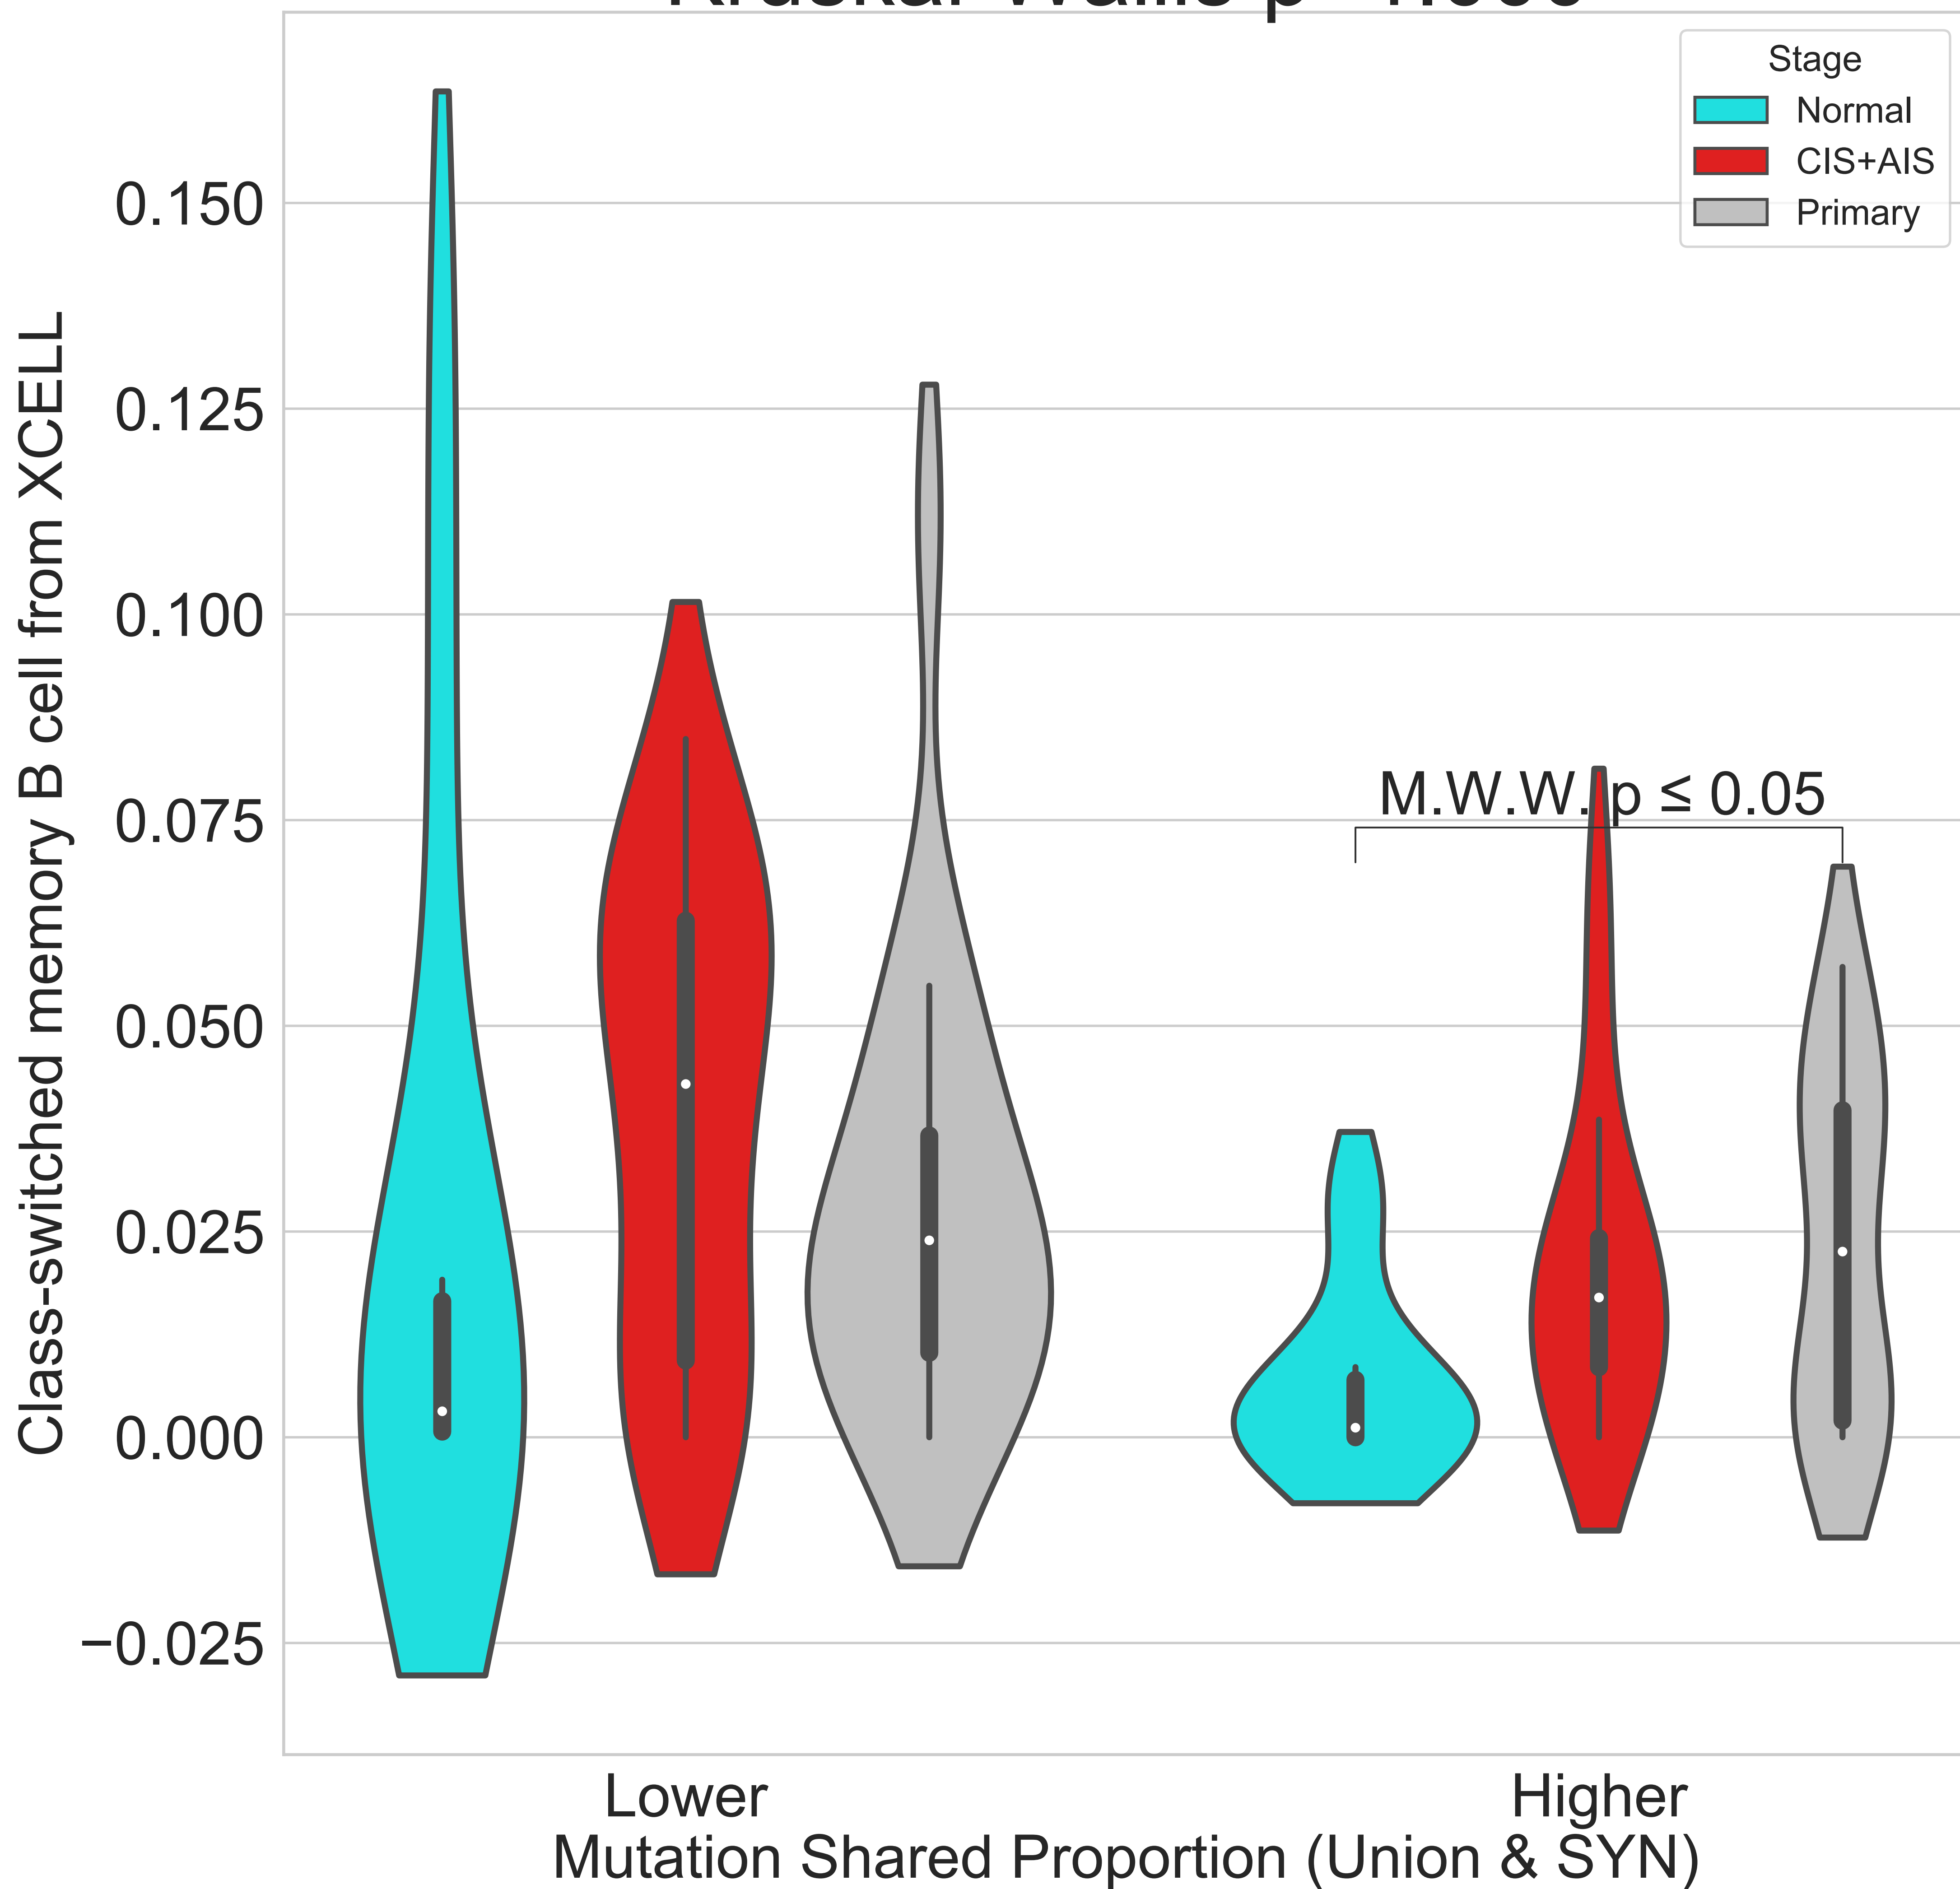 Stage
Normal
CIS+AIS
Primary
0.150
0.125
0.100
0.075
0.050
0.025
0.000
−0.025
Class-switched memory B cell from XCELL
M.W.W. p ≤ 0.05
Lower
Higher
Mutation Shared Proportion (Union & SYN)